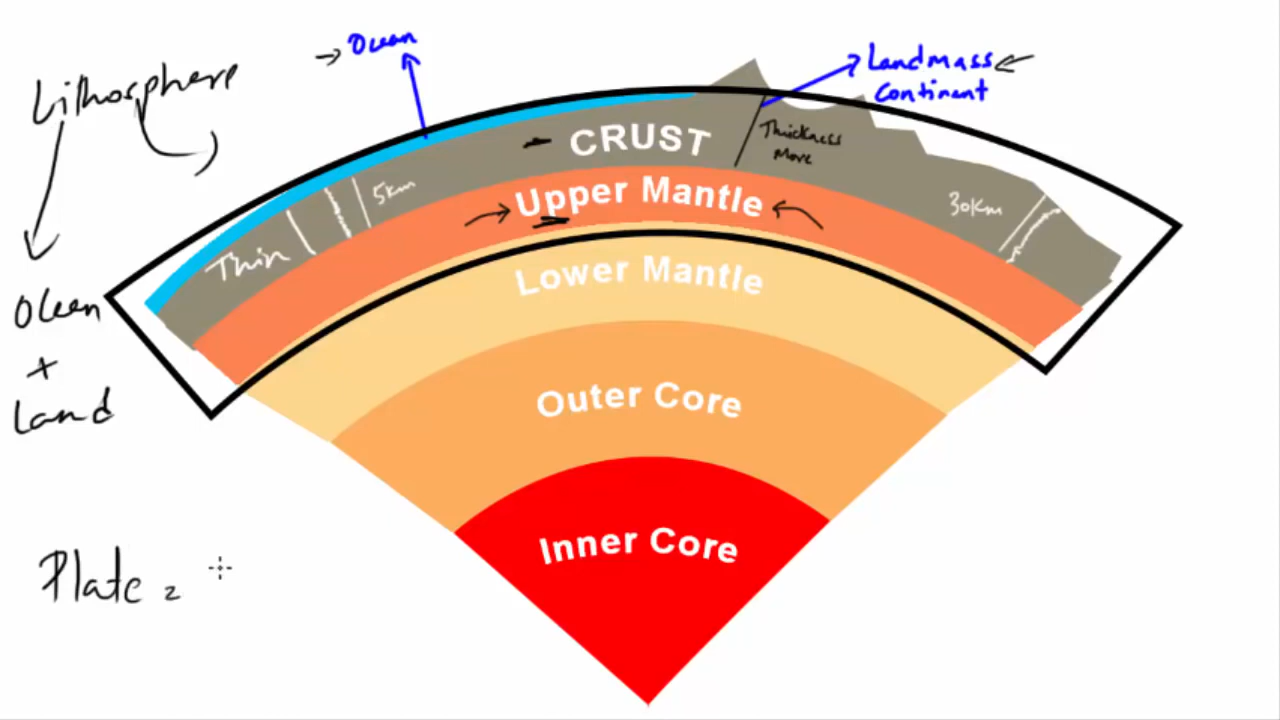 Lithosphere
→ Ocean
Landmass
Continent
CRUST
Thickness
More
Upper Mantle
5km
30km
Thin
Lower Mantle
Ocean
+
Land
Outer Core
Inner Core
Plate =